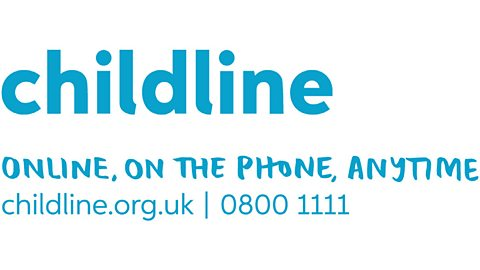 childline
ONLINE, ON THE PHONE, ANYTIME
childline.org.uk | 0800 1111